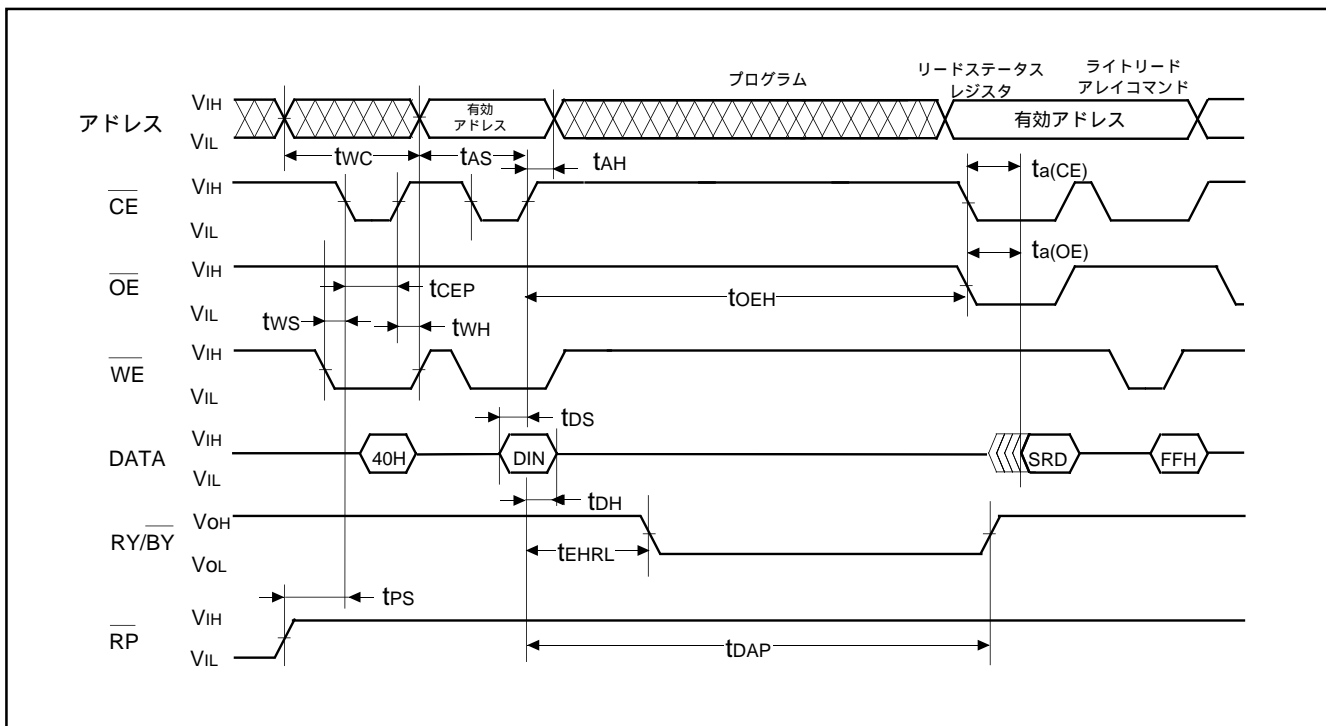 プログラム
リードステータス
レジスタ
ライトリード
アレイコマンド
アドレス
VIH
VIL
有効
アドレス
有効アドレス
tWC
tAS
tAH
ta(CE)
CE
VIH
VIL
ta(OE)
OE
VIH
VIL
tCEP
tOEH
tWS
tWH
WE
VIH
VIL
tDS
DATA
VIH
VIL
40H
DIN
SRD
FFH
tDH
RY/BY
VOH
VOL
tEHRL
tPS
RP
VIH
VIL
tDAP